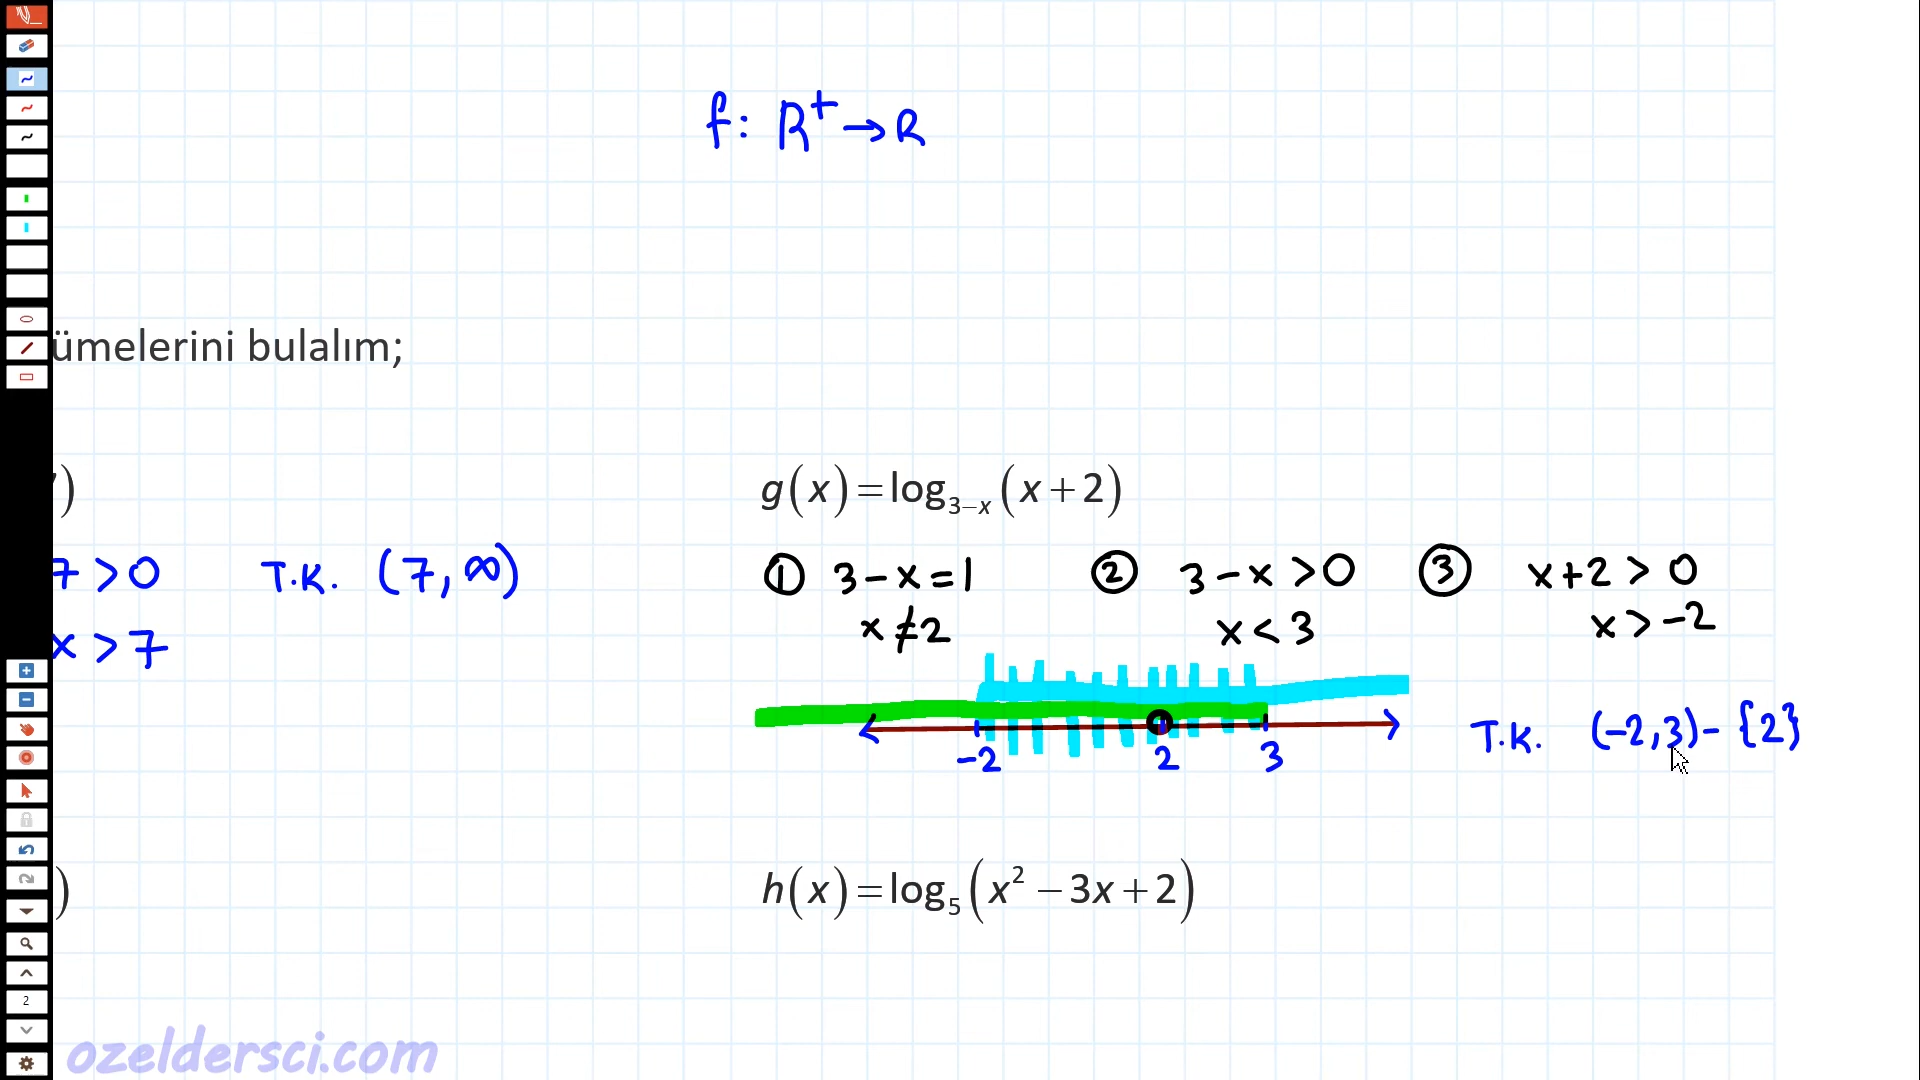 f: R⁺→R
ümelerini bulalım;
)
7>0 T.K. (7,∞)
x>7
g(x)=log₃₋ₓ(x+2)
① 3-x=1 ② 3-x>0 ③ x+2>0
x≠2 x<3 x>-2
-2 2 3
T.K. (-2,3)-{2}
)
h(x)=log₅(x²-3x+2)
2
ozeldersci.com